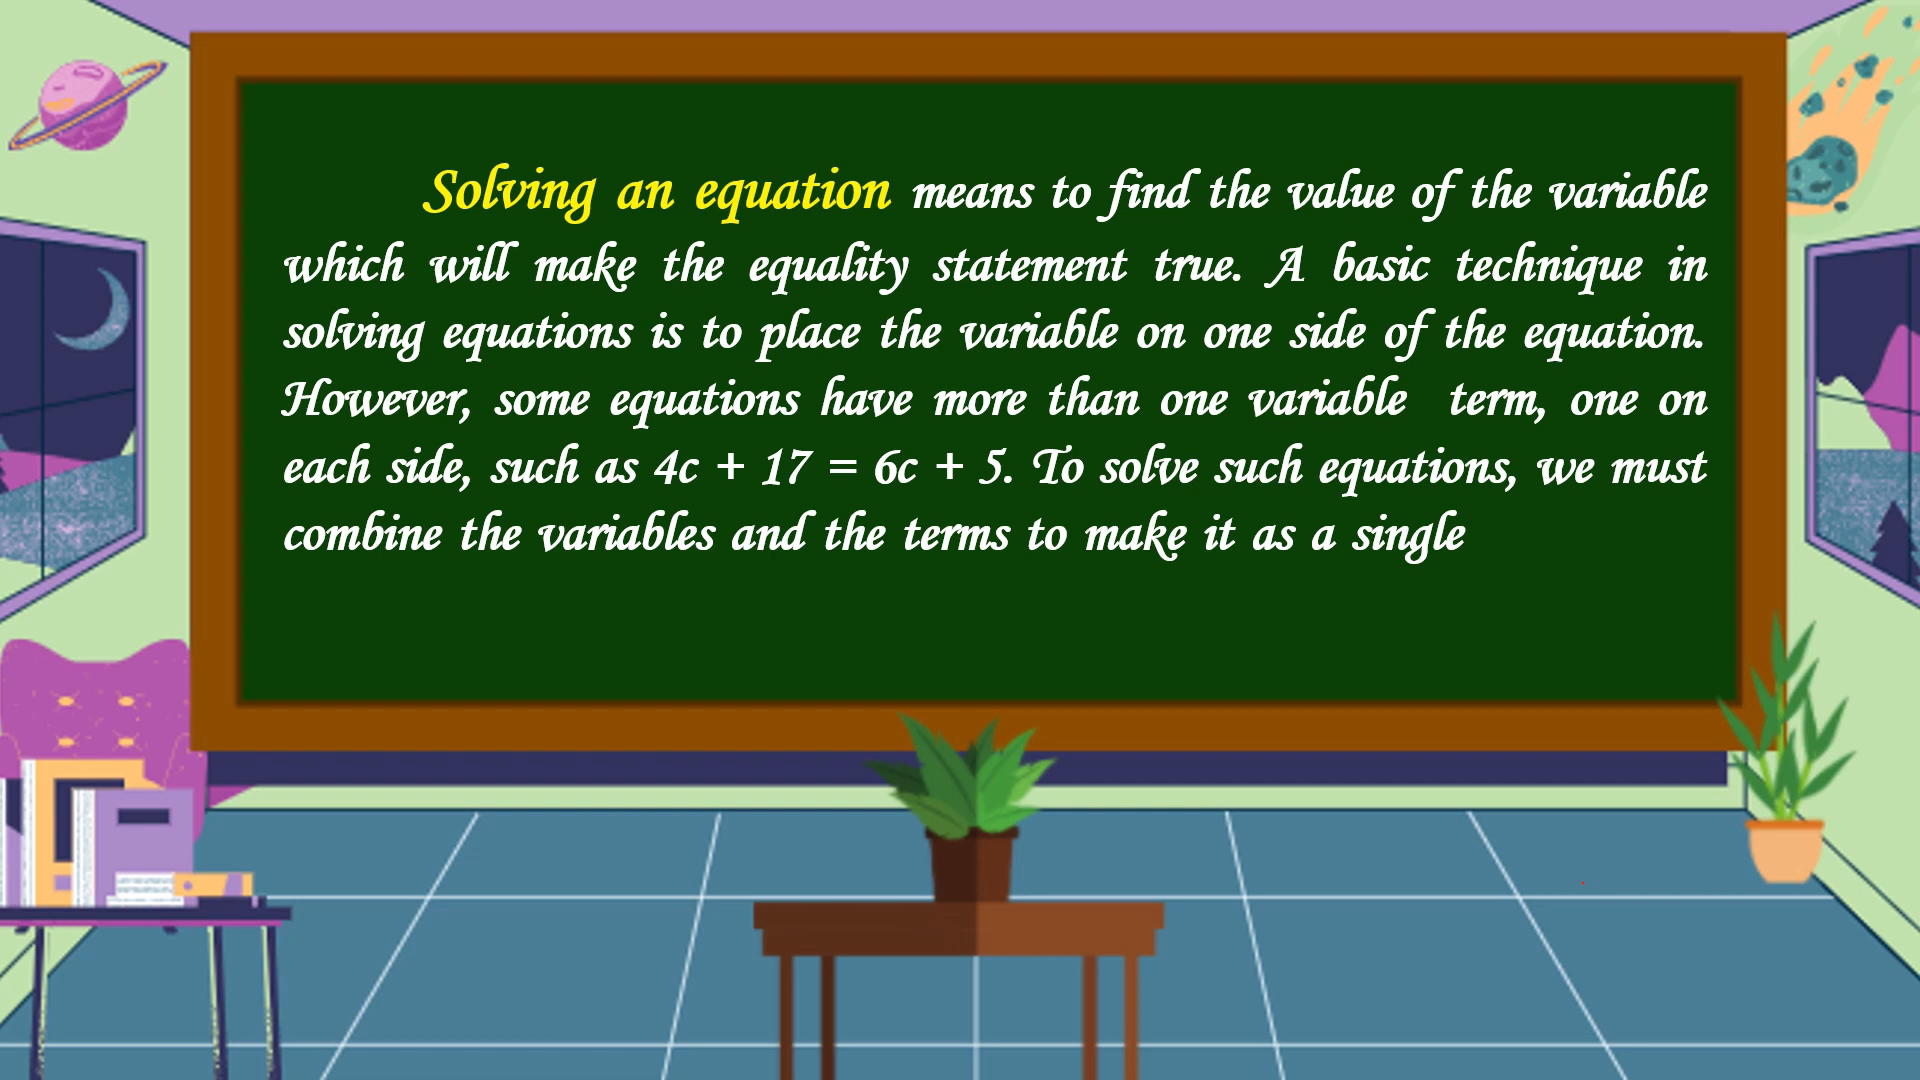 Solving an equation means to find the value of the variable
which will make the equality statement true. A basic technique in
solving equations is to place the variable on one side of the equation.
However, some equations have more than one variable term, one on
each side, such as 4c + 17 = 6c + 5. To solve such equations, we must
combine the variables and the terms to make it as a single